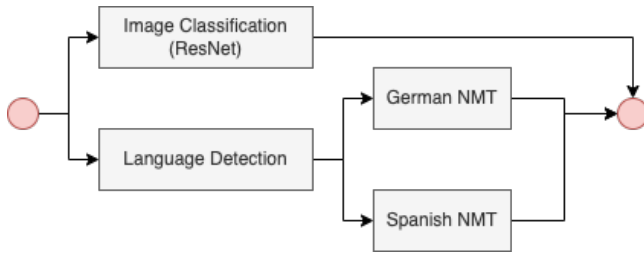 Image Classification
(ResNet)
German NMT
Language Detection
Spanish NMT